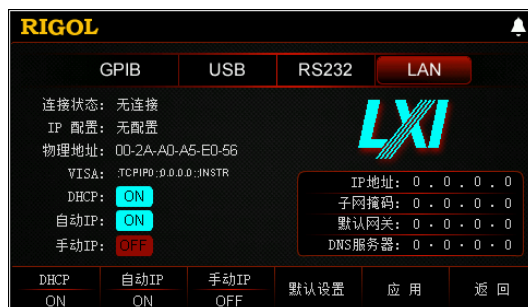 RIGOL
GPIB USB RS232 LAN
连接状态: 无连接
IP 配置: 无配置
物理地址: 00-2A-A0-A5-E0-56
VISA: TCPIP0::0.0.0.0::INSTR
DHCP: ON
自动IP: ON
手动IP: OFF
LXI
IP地址: 0 . 0 . 0 . 0
子网掩码: 0 . 0 . 0 . 0
默认网关: 0 . 0 . 0 . 0
DNS服务器: 0 . 0 . 0 . 0
DHCP 自动IP 手动IP 默认设置 应 用 返 回
ON ON OFF